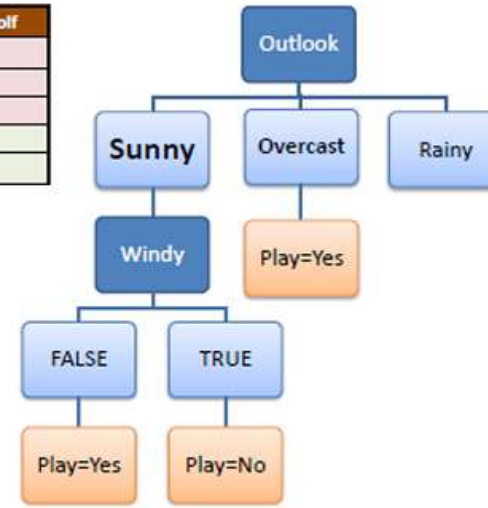 olf
Outlook
Sunny
Overcast
Rainy
Windy
Play=Yes
FALSE
TRUE
Play=Yes
Play=No